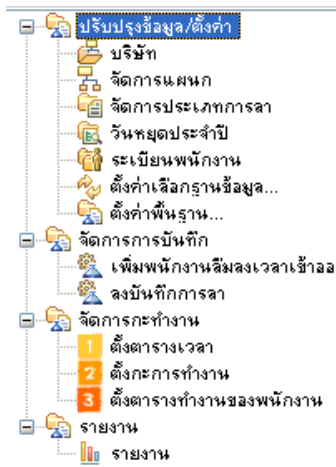 ปรับปรุงข้อมูล/ตั้งค่า
บริษัท
จัดการแผนก
จัดการประเภทการลา
วันหยุดประจำปี
ระเบียนพนักงาน
ตั้งค่าเลือกฐานข้อมูล...
ตั้งค่าพื้นฐาน...
จัดการการบันทึก
เพิ่มพนักงานลืมลงเวลาเข้าออ
ลงบันทึกการลา
จัดการกะทำงาน
1 ตั้งตารางเวลา
2 ตั้งกะการทำงาน
3 ตั้งตารางทำงานของพนักงาน
รายงาน
รายงาน